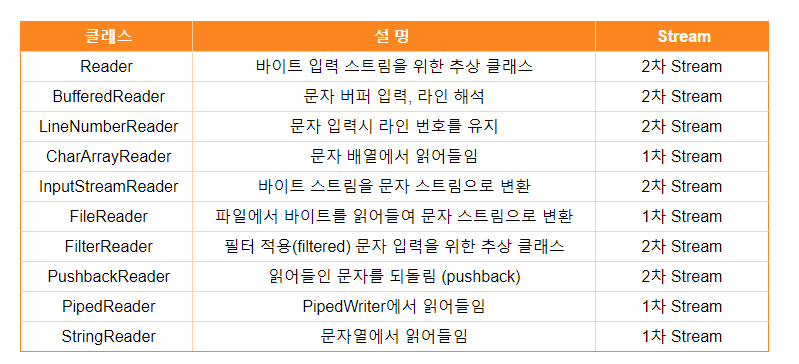 클래스 설 명 Stream
Reader 바이트 입력 스트림을 위한 추상 클래스 2차 Stream
BufferedReader 문자 버퍼 입력, 라인 해석 2차 Stream
LineNumberReader 문자 입력시 라인 번호를 유지 2차 Stream
CharArrayReader 문자 배열에서 읽어들임 1차 Stream
InputStreamReader 바이트 스트림을 문자 스트림으로 변환 2차 Stream
FileReader 파일에서 바이트를 읽어들여 문자 스트림으로 변환 1차 Stream
FilterReader 필터 적용(filtered) 문자 입력을 위한 추상 클래스 2차 Stream
PushbackReader 읽어들인 문자를 되돌림 (pushback) 2차 Stream
PipedReader PipedWriter에서 읽어들임 1차 Stream
StringReader 문자열에서 읽어들임 1차 Stream